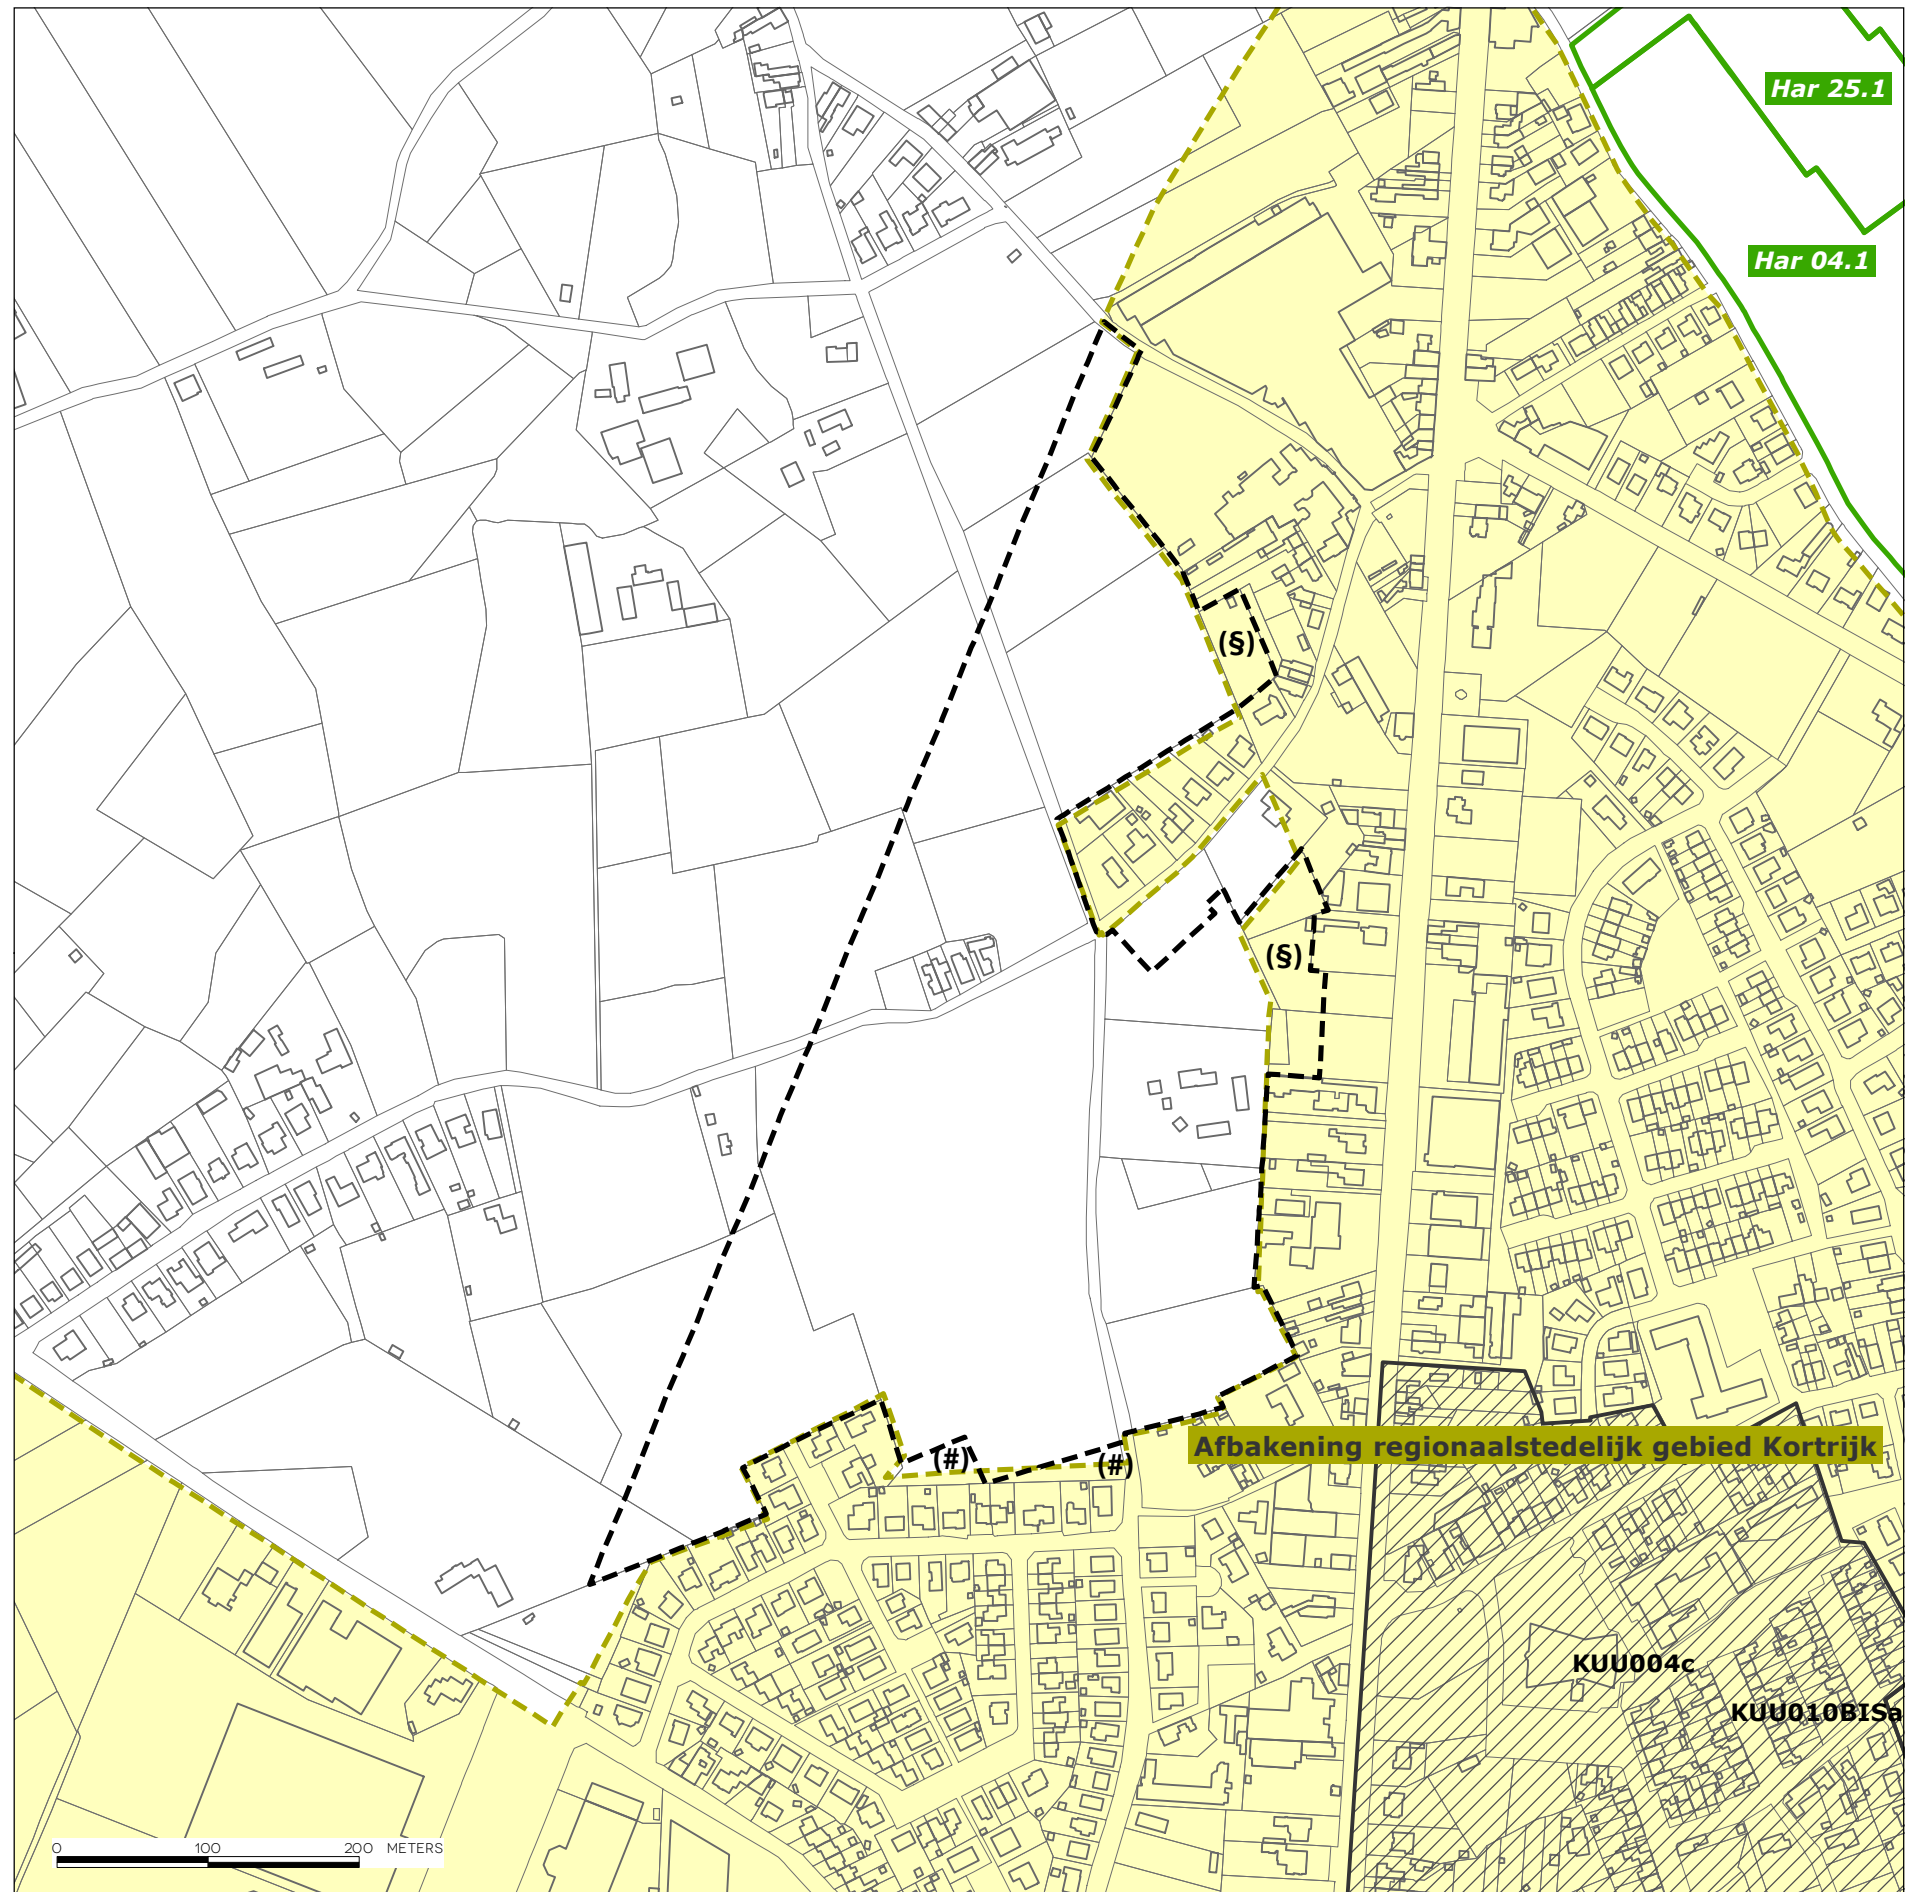 Har 25.1
Har 04.1
(§)
(§)
(#)
(#)
Afbakening regionaalstedelijk gebied Kortrijk
KUU004c
KUU010BISa
0 100 200 METERS